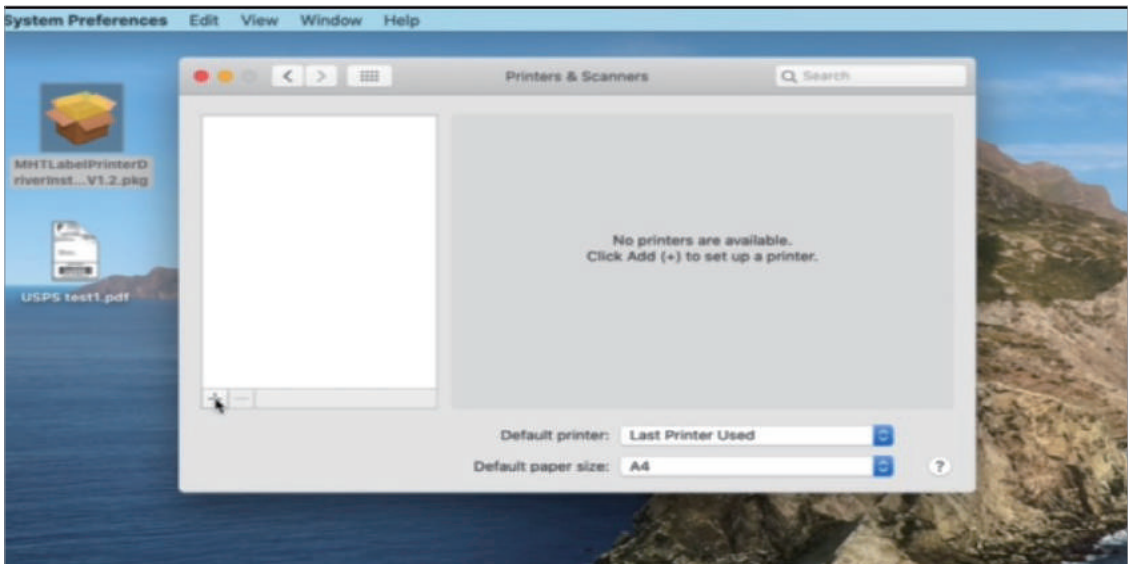 System Preferences Edit View Window Help
Printers & Scanners
Search
MHTLabelPrinterD
riverInst...V1.2.pkg
USPS test1.pdf
No printers are available.
Click Add (+) to set up a printer.
Default printer: Last Printer Used
Default paper size: A4
?